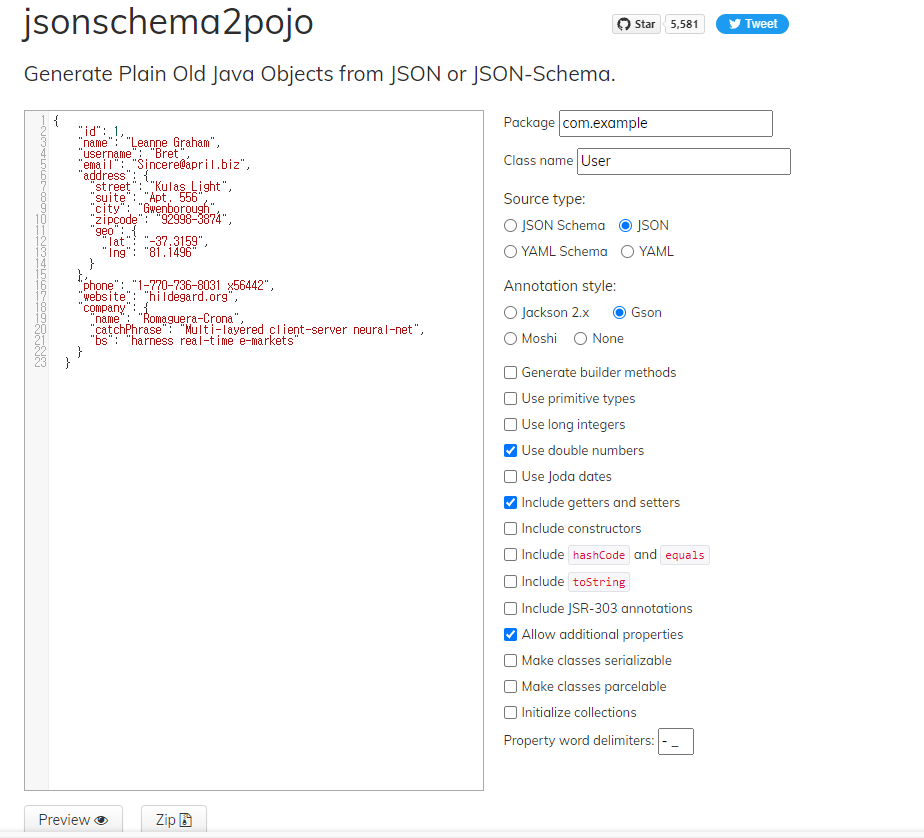 jsonschema2pojo
Star 5,581 Tweet
Generate Plain Old Java Objects from JSON or JSON-Schema.
1 {
2 "id": 1,
3 "name": "Leanne Graham",
4 "username": "Bret",
5 "email": "Sincere@april.biz",
6 "address": {
7 "street": "Kulas Light",
8 "suite": "Apt. 556",
9 "city": "Gwenborough",
10 "zipcode": "92998-3874",
11 "geo": {
12 "lat": "-37.3159",
13 "lng": "81.1496"
14 }
15 },
16 "phone": "1-770-736-8031 x56442",
17 "website": "hildegard.org",
18 "company": {
19 "name": "Romaguera-Crona",
20 "catchPhrase": "Multi-layered client-server neural-net",
21 "bs": "harness real-time e-markets"
22 }
23 }
Package com.example
Class name User
Source type:
JSON Schema JSON
YAML Schema YAML
Annotation style:
Jackson 2.x Gson
Moshi None
Generate builder methods
Use primitive types
Use long integers
Use double numbers
Use Joda dates
Include getters and setters
Include constructors
Include hashCode and equals
Include toString
Include JSR-303 annotations
Allow additional properties
Make classes serializable
Make classes parcelable
Initialize collections
Property word delimiters: - _
Preview Zip